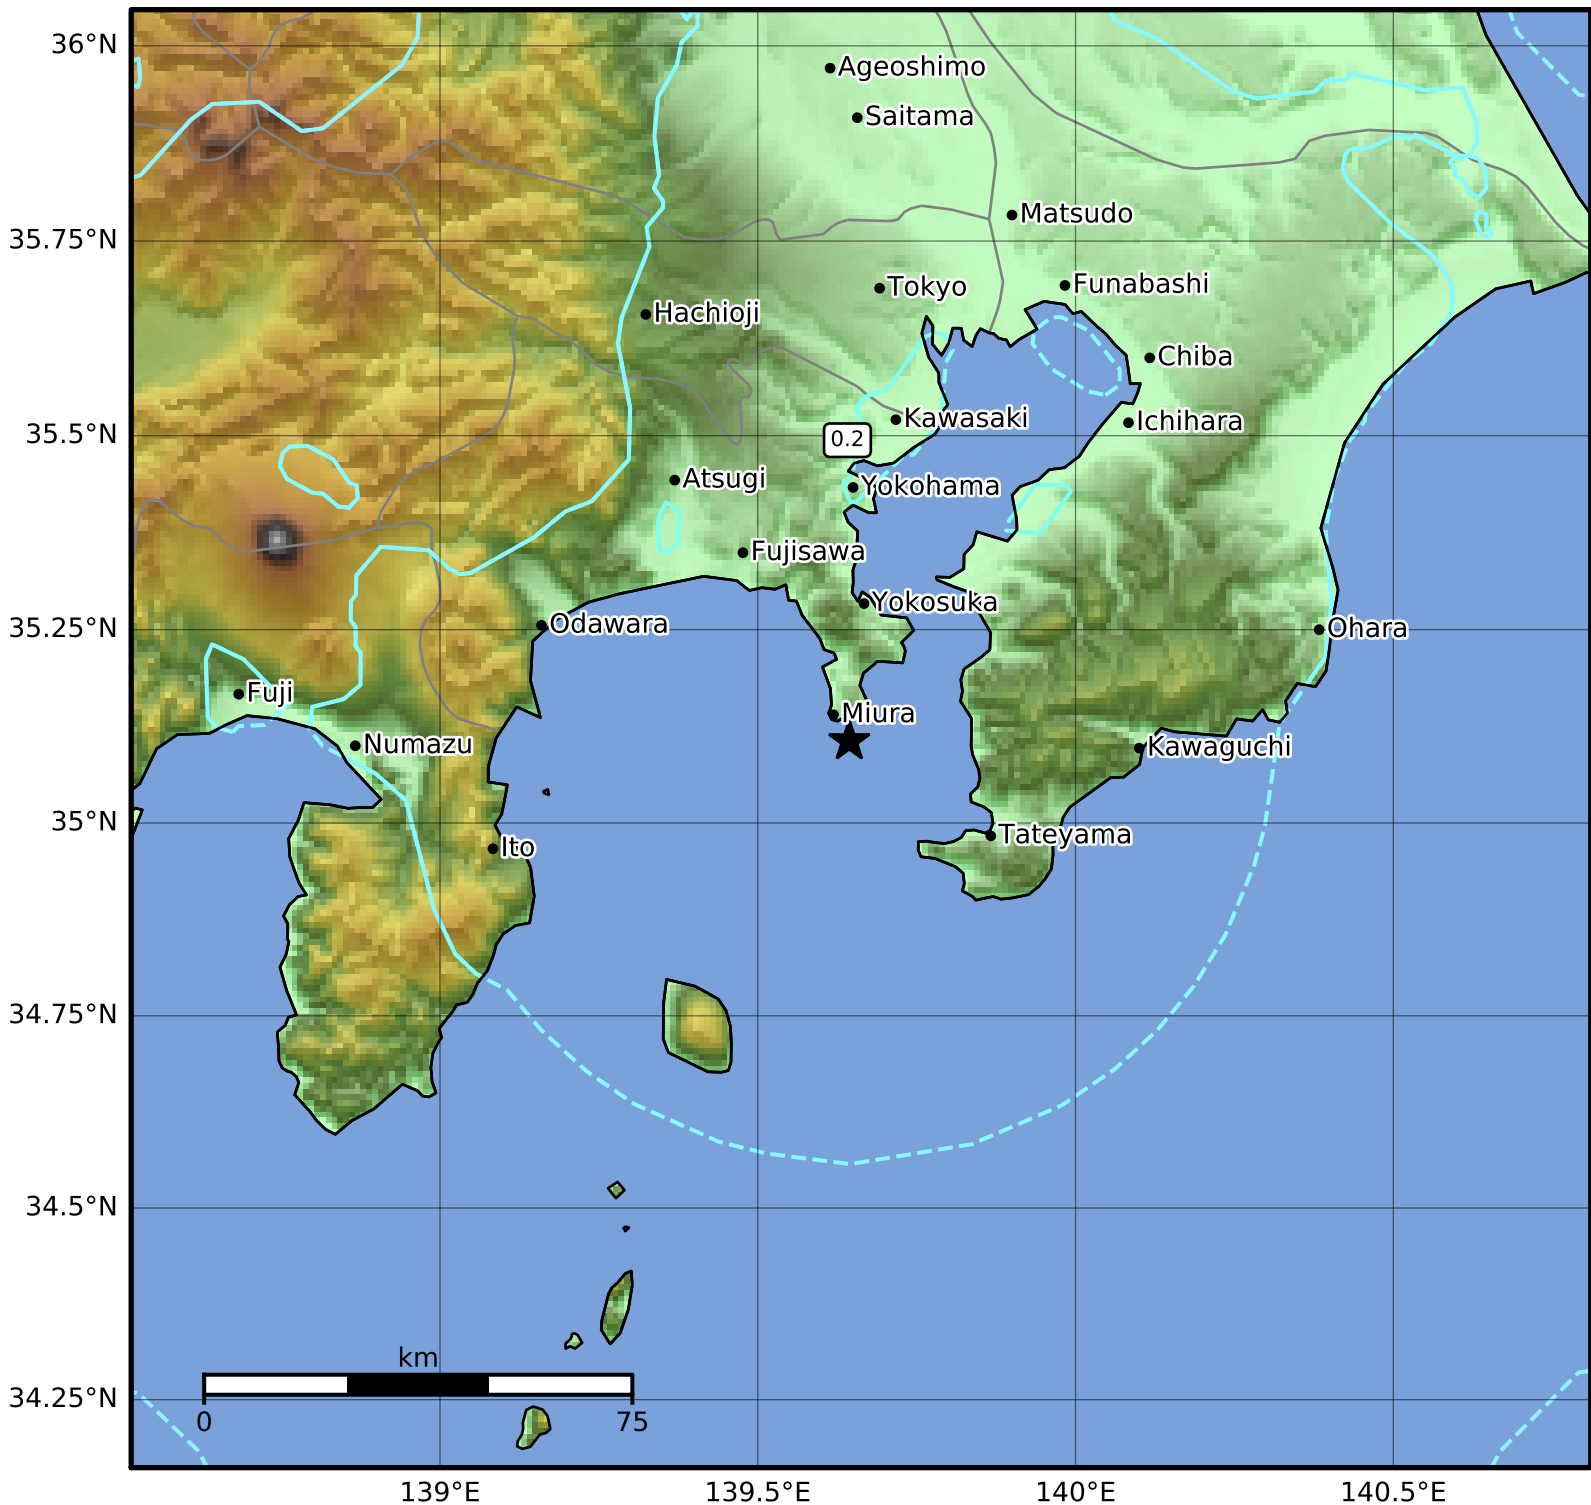 36°N
Ageoshimo
Saitama
Matsudo
35.75°N
Tokyo
Funabashi
Hachioji
Chiba
Kawasaki
Ichihara
35.5°N
0.2
Atsugi
Yokohama
Fujisawa
Yokosuka
Odawara
35.25°N
Ohara
Fuji
Miura
Numazu
Kawaguchi
35°N
Tateyama
Ito
34.75°N
34.5°N
km
34.25°N
0
75
139°E
139.5°E
140°E
140.5°E